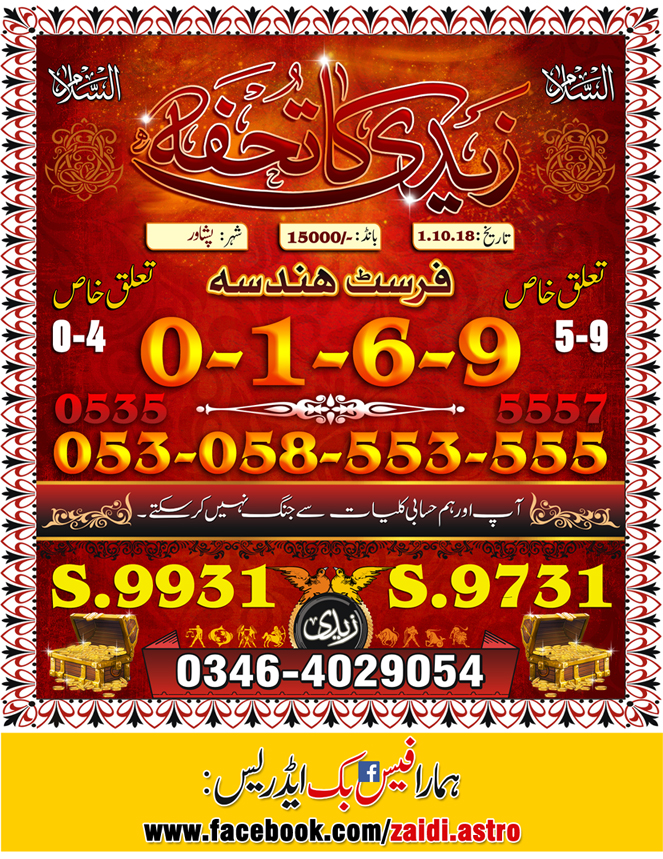 السلام السلام
زیدی کا تحفہ
تاریخ: 1.10.18 بانڈ: 15000/- شہر: پشاور
تعلق خاص فرسٹ ھندسہ تعلق خاص
0-4 0-1-6-9 5-9
0535 5557
053-058-553-555
آپ اور ہم حسابی کلیات سے جنگ نہیں کر سکتے۔
S.9931 S.9731
زیدی
0346-4029054
ہمارا فیس بک ایڈریس:
www.facebook.com/zaidi.astro